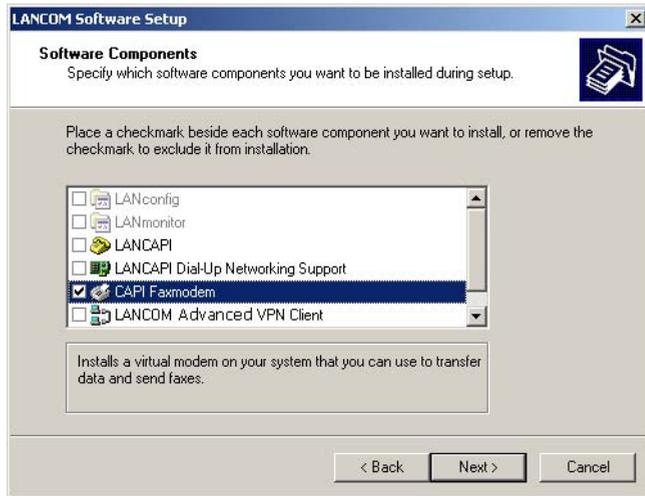 LANCOM Software Setup
Software Components
Specify which software components you want to be installed during setup.
Place a checkmark beside each software component you want to install, or remove the
checkmark to exclude it from installation.
LANconfig
LANmonitor
LANCAPI
LANCAPI Dial-Up Networking Support
CAPI Faxmodem
LANCOM Advanced VPN Client
Installs a virtual modem on your system that you can use to transfer
data and send faxes.
< Back
Next >
Cancel